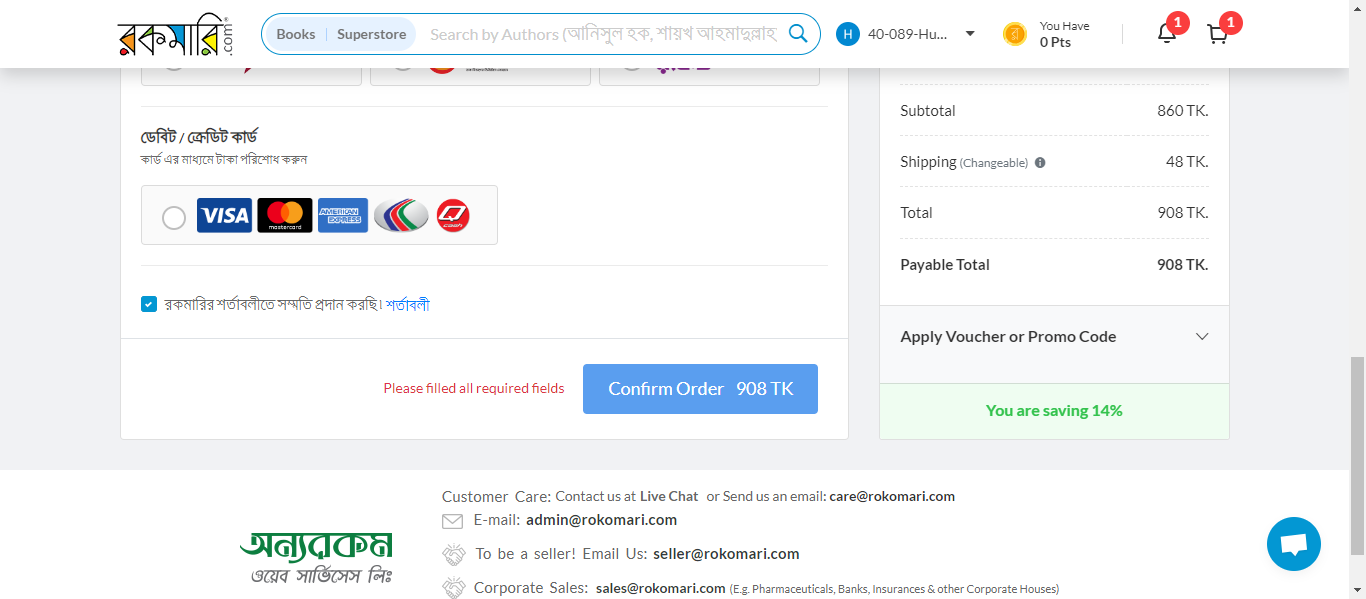 রকমারি.com
Books | Superstore
Search by Authors (আনিসুল হক, শায়খ আহমাদুল্লাহ
H 40-089-Hu...
You Have
0 Pts
1
1
ডেবিট / ক্রেডিট কার্ড
কার্ড এর মাধ্যমে টাকা পরিশোধ করুন
VISA
mastercard
AMERICAN EXPRESS
cash
রকমারির শর্তাবলীতে সম্মতি প্রদান করছি। শর্তাবলী
Please filled all required fields
Confirm Order 908 TK
Subtotal 860 TK.
Shipping (Changeable) 48 TK.
Total 908 TK.
Payable Total 908 TK.
Apply Voucher or Promo Code
You are saving 14%
অন্যরকম
ওয়েব সার্ভিসেস লিঃ
Customer Care: Contact us at Live Chat or Send us an email: care@rokomari.com
E-mail: admin@rokomari.com
To be a seller! Email Us: seller@rokomari.com
Corporate Sales: sales@rokomari.com (E.g. Pharmaceuticals, Banks, Insurances & other Corporate Houses)